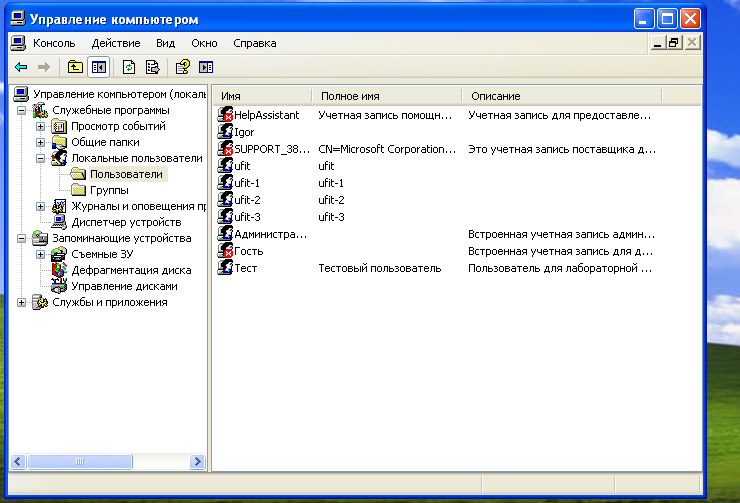 Управление компьютером
Консоль Действие Вид Окно Справка
Управление компьютером (локаль
Служебные программы
Просмотр событий
Общие папки
Локальные пользователи
Пользователи
Группы
Журналы и оповещения пр
Диспетчер устройств
Запоминающие устройства
Съемные ЗУ
Дефрагментация диска
Управление дисками
Службы и приложения
Имя Полное имя Описание
HelpAssistant Учетная запись помощн... Учетная запись для предоставле...
Igor
SUPPORT_38... CN=Microsoft Corporation... Это учетная запись поставщика д...
ufit ufit
ufit-1 ufit-1
ufit-2 ufit-2
ufit-3 ufit-3
Администра... Встроенная учетная запись админ...
Гость Встроенная учетная запись для д...
Тест Тестовый пользователь Пользователь для лабораторной ...